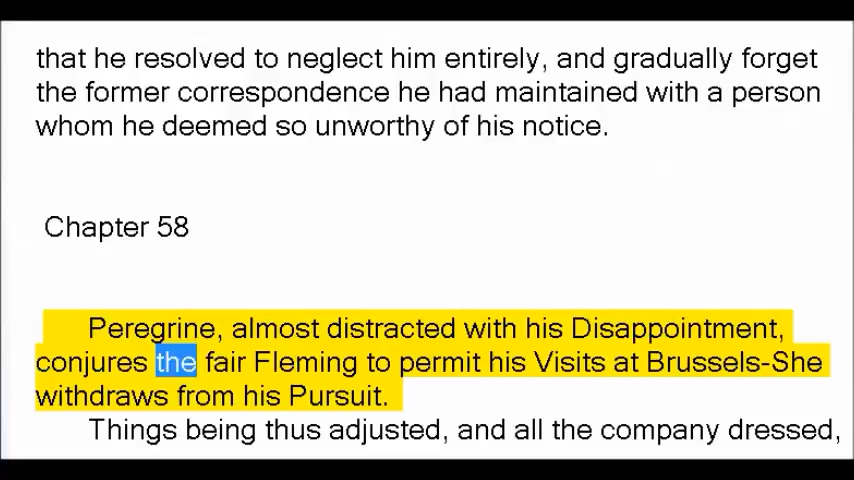 that he resolved to neglect him entirely, and gradually forget
the former correspondence he had maintained with a person
whom he deemed so unworthy of his notice.
Chapter 58
Peregrine, almost distracted with his Disappointment,
conjures the fair Fleming to permit his Visits at Brussels-She
withdraws from his Pursuit.
Things being thus adjusted, and all the company dressed,